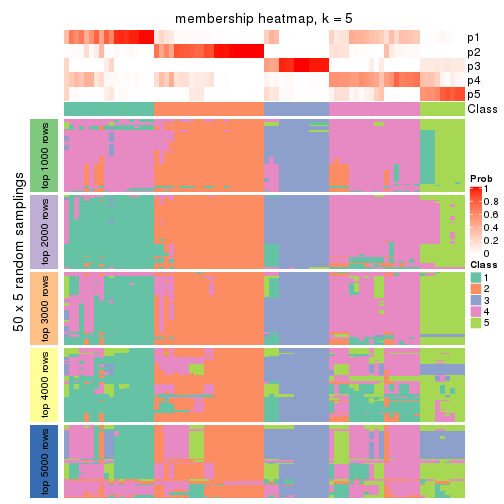 membership heatmap, k = 5
p1
p2
p3
p4
p5
Class
50 x 5 random samplings
top 1000 rows
top 2000 rows
top 3000 rows
top 4000 rows
top 5000 rows
Prob
1
0.8
0.6
0.4
0.2
0
Class
1
2
3
4
5